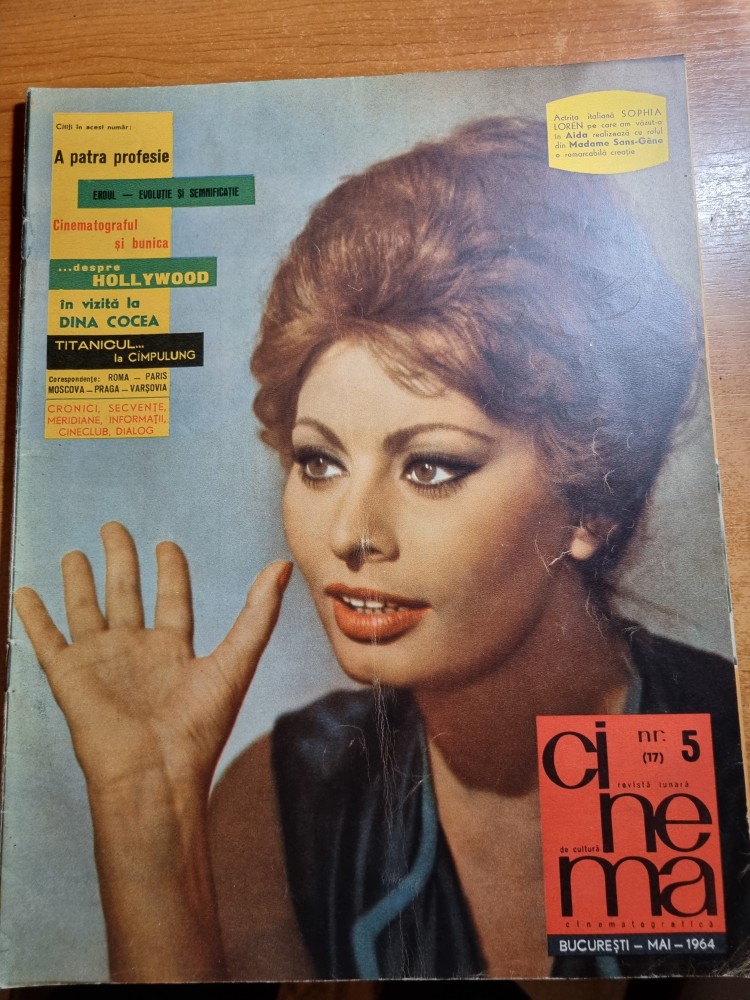 Citiți în acest număr:
A patra profesie
EROUL — EVOLUȚIE ȘI SEMNIFICAȚIE
Cinematograful
și bunica
...despre
HOLLYWOOD
în vizită la
DINA COCEA
TITANICUL...
la CÎMPULUNG
Corespondențe: ROMA — PARIS
MOSCOVA — PRAGA — VARȘOVIA
CRONICI, SECVENȚE,
MERIDIANE, INFORMAȚII,
CINECLUB, DIALOG
Actrița italiană SOPHIA
LOREN pe care am văzut-o
în Aida realizează cu rolul
din Madame Sans-Gêne
o remarcabilă creație
nr. 5
(17)
ci
revistă lunară
ne
de cultură
ma
cinematografică
BUCUREȘTI — MAI — 1964